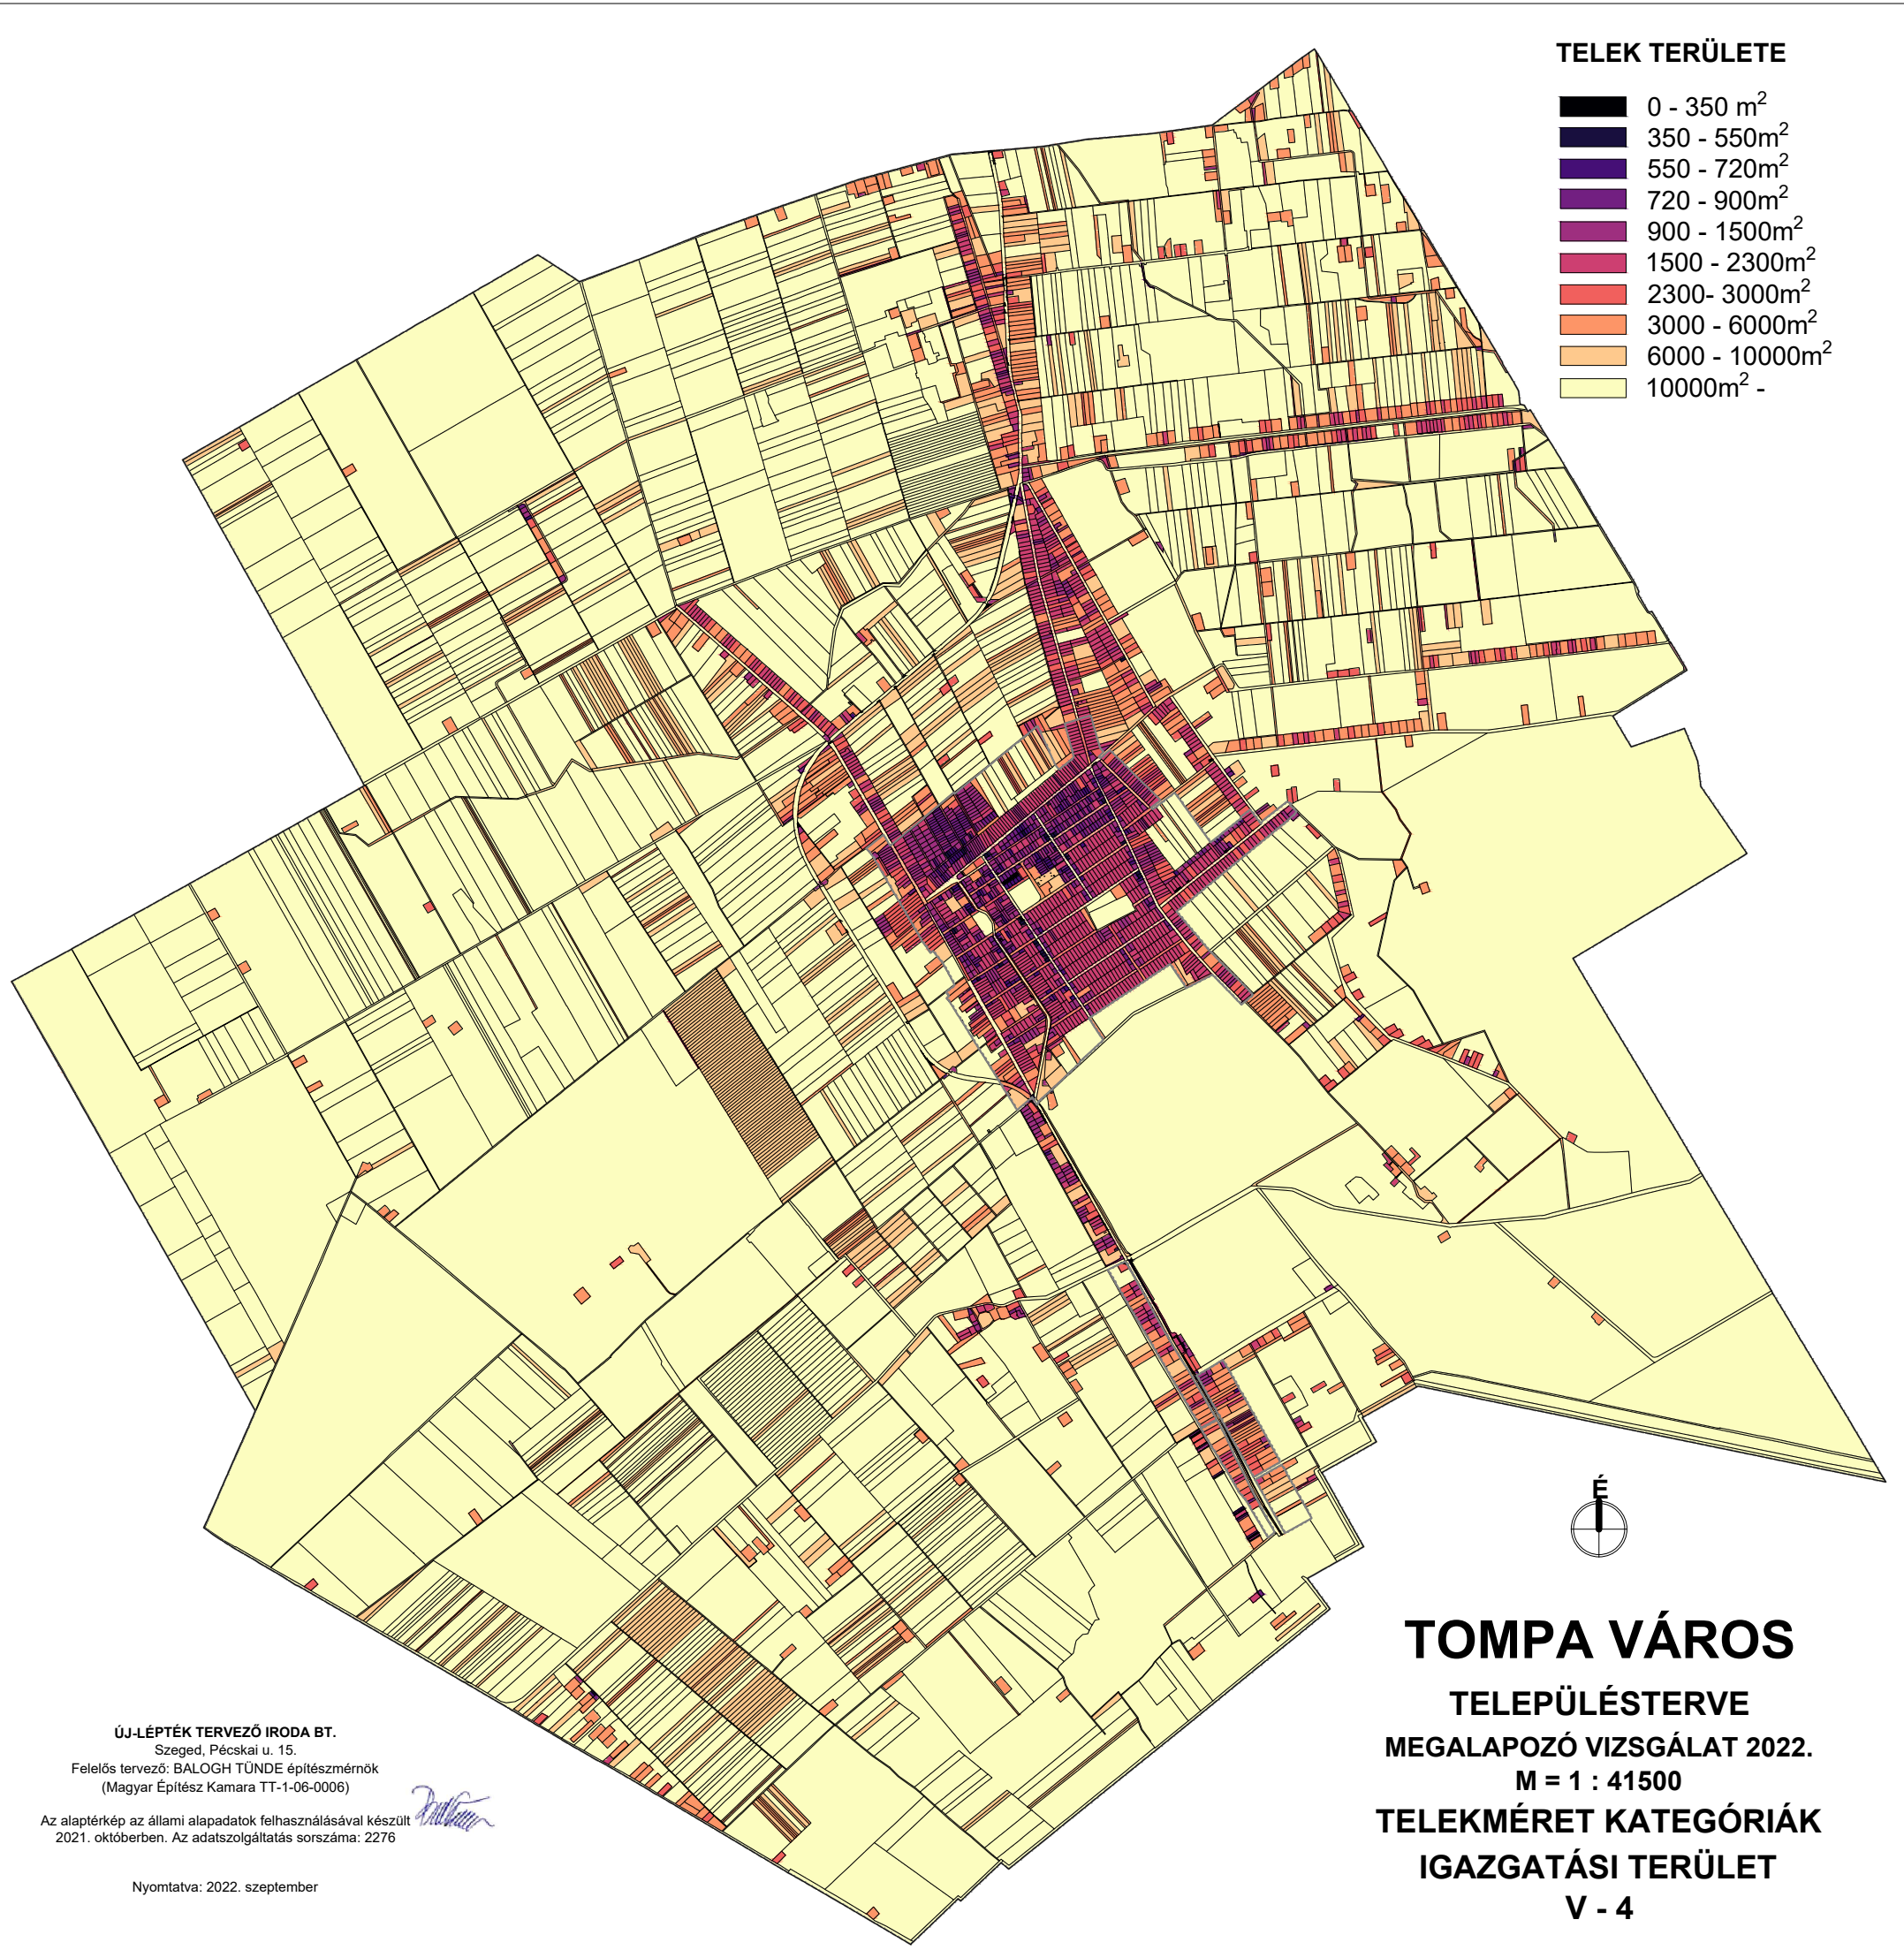 TELEK TERÜLETE
0 - 350 m²
350 - 550m²
550 - 720m²
720 - 900m²
900 - 1500m²
1500 - 2300m²
2300- 3000m²
3000 - 6000m²
6000 - 10000m²
10000m² -
É
TOMPA VÁROS
TELEPÜLÉSTERVE
MEGALAPOZÓ VIZSGÁLAT 2022.
M = 1 : 41500
TELEKMÉRET KATEGÓRIÁK
IGAZGATÁSI TERÜLET
V - 4
ÚJ-LÉPTÉK TERVEZŐ IRODA BT.
Szeged, Pécskai u. 15.
Felelős tervező: BALOGH TÜNDE építészmérnök
(Magyar Építész Kamara TT-1-06-0006)
Az alaptérkép az állami alapadatok felhasználásával készült
2021. októberben. Az adatszolgáltatás sorszáma: 2276
Nyomtatva: 2022. szeptember